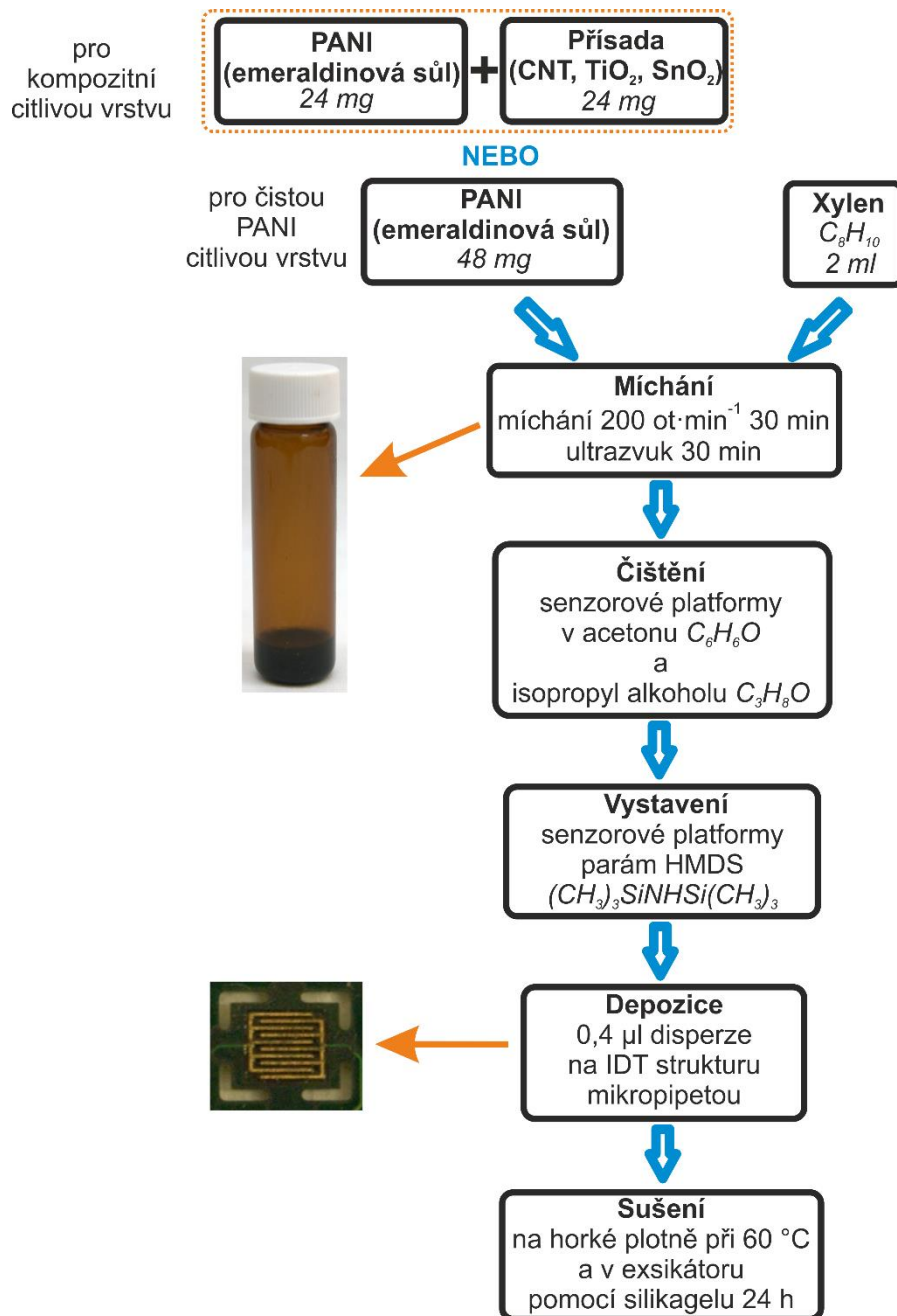 pro
kompozitní
citlivou vrstvu
PANI
(emeraldinová sůl)
24 mg
+
Přísada
(CNT, TiO₂, SnO₂)
24 mg
NEBO
pro čistou
PANI
citlivou vrstvu
PANI
(emeraldinová sůl)
48 mg
Xylen
C₈H₁₀
2 ml
Míchání
míchání 200 ot·min⁻¹ 30 min
ultrazvuk 30 min
Čištění
senzorové platformy
v acetonu C₆H₆O
a
isopropyl alkoholu C₃H₈O
Vystavení
senzorové platformy
parám HMDS
(CH₃)₃SiNHSi(CH₃)₃
Depozice
0,4 µl disperze
na IDT strukturu
mikropipetou
Sušení
na horké plotně při 60 °C
a v exsikátoru
pomocí silikagelu 24 h